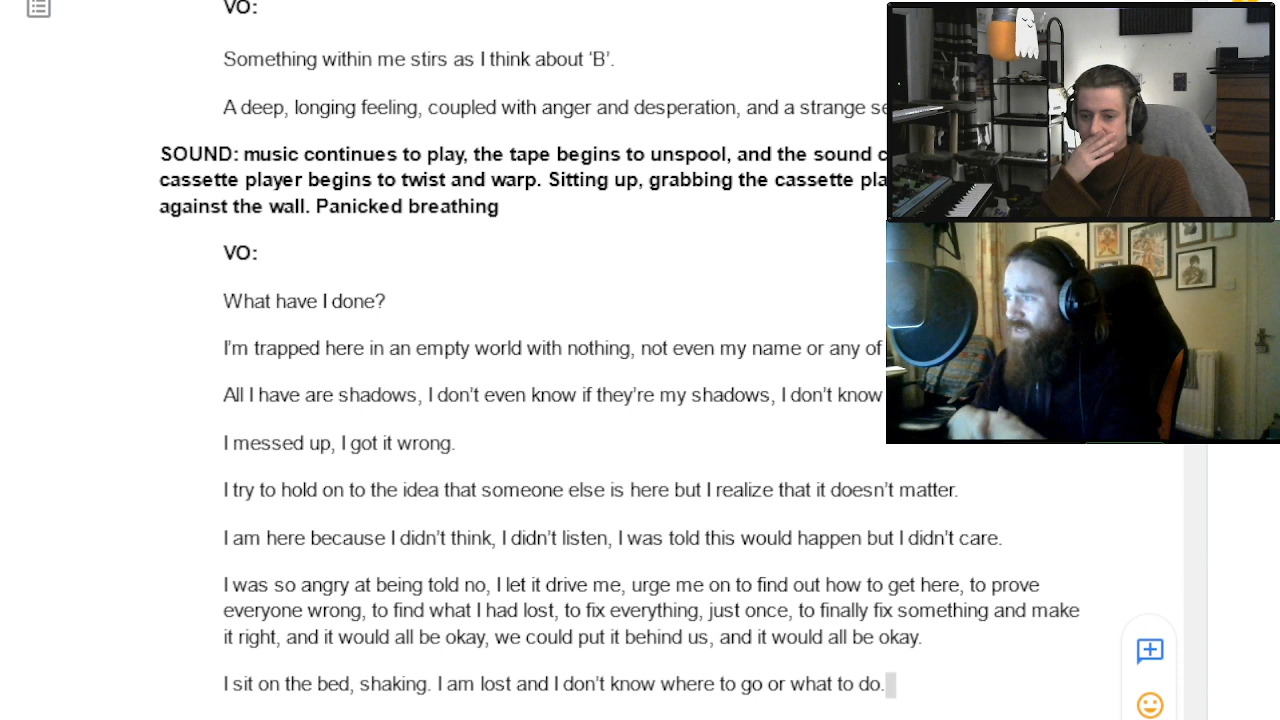 VO:
Something within me stirs as I think about ‘B’.
A deep, longing feeling, coupled with anger and desperation, and a strange
SOUND: music continues to play, the tape begins to unspool, and the sound
cassette player begins to twist and warp. Sitting up, grabbing the cassette
against the wall. Panicked breathing
VO:
What have I done?
I’m trapped here in an empty world with nothing, not even my name or any of
All I have are shadows, I don’t even know if they’re my shadows, I don’t know
I messed up, I got it wrong.
I try to hold on to the idea that someone else is here but I realize that it doesn’t matter.
I am here because I didn’t think, I didn’t listen, I was told this would happen but I didn’t care.
I was so angry at being told no, I let it drive me, urge me on to find out how to get here, to prove
everyone wrong, to find what I had lost, to fix everything, just once, to finally fix something and make
it right, and it would all be okay, we could put it behind us, and it would all be okay.
I sit on the bed, shaking. I am lost and I don’t know where to go or what to do.